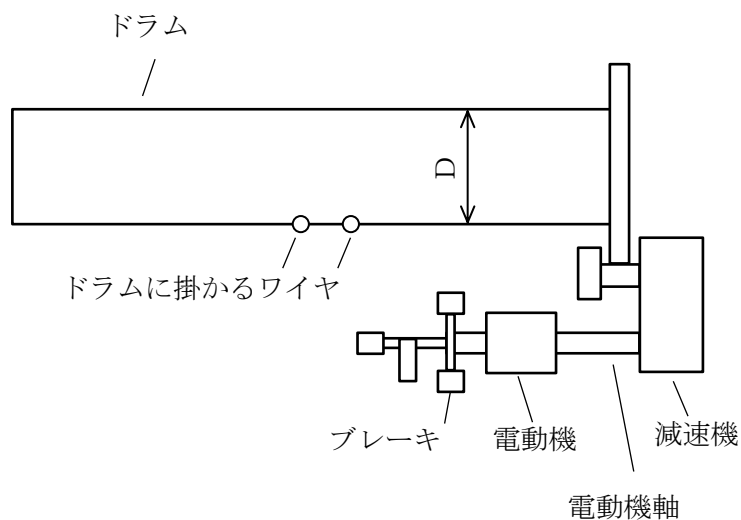 ドラム
D
ドラムに掛かるワイヤ
ブレーキ
電動機
減速機
電動機軸